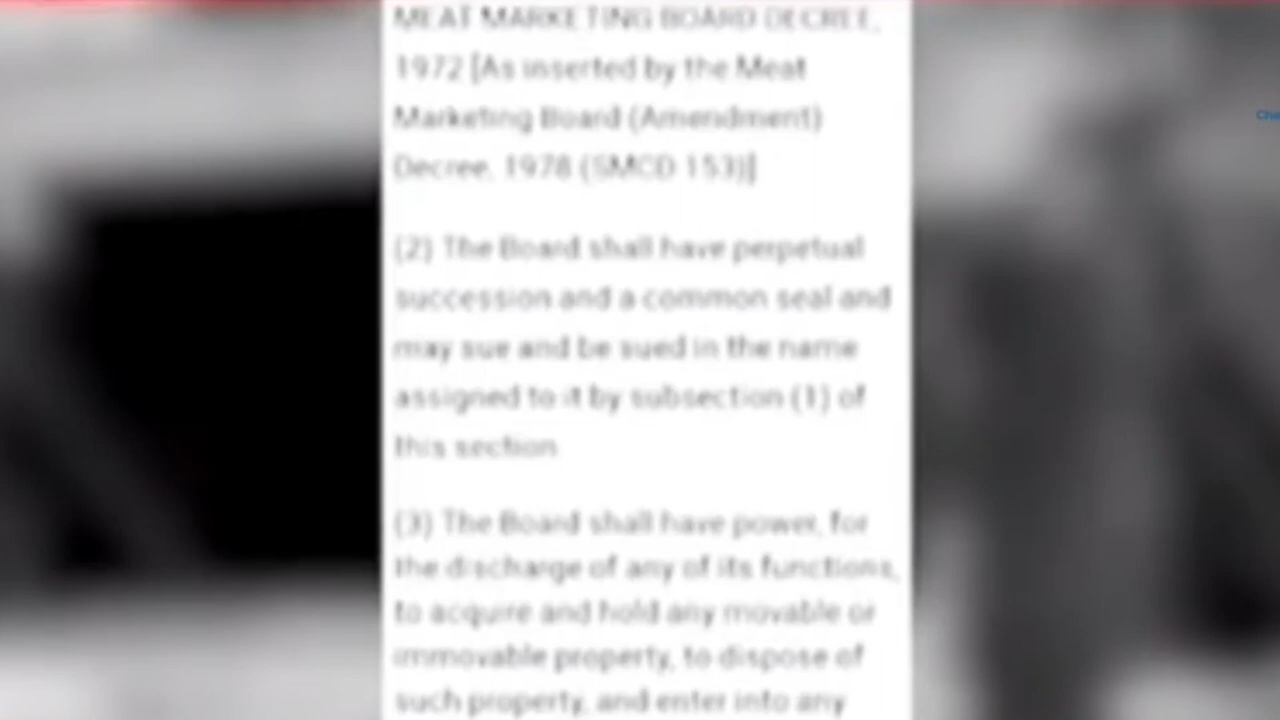 MEAT MARKETING BOARD DECREE,
1972 [As inserted by the Meat
Marketing Board (Amendment)
Decree, 1978 (SMCD 153)]
(2) The Board shall have perpetual
succession and a common seal and
may sue and be sued in the name
assigned to it by subsection (1) of
this section
(3) The Board shall have power, for
the discharge of any of its functions,
to acquire and hold any movable or
immovable property, to dispose of
such property, and enter into any